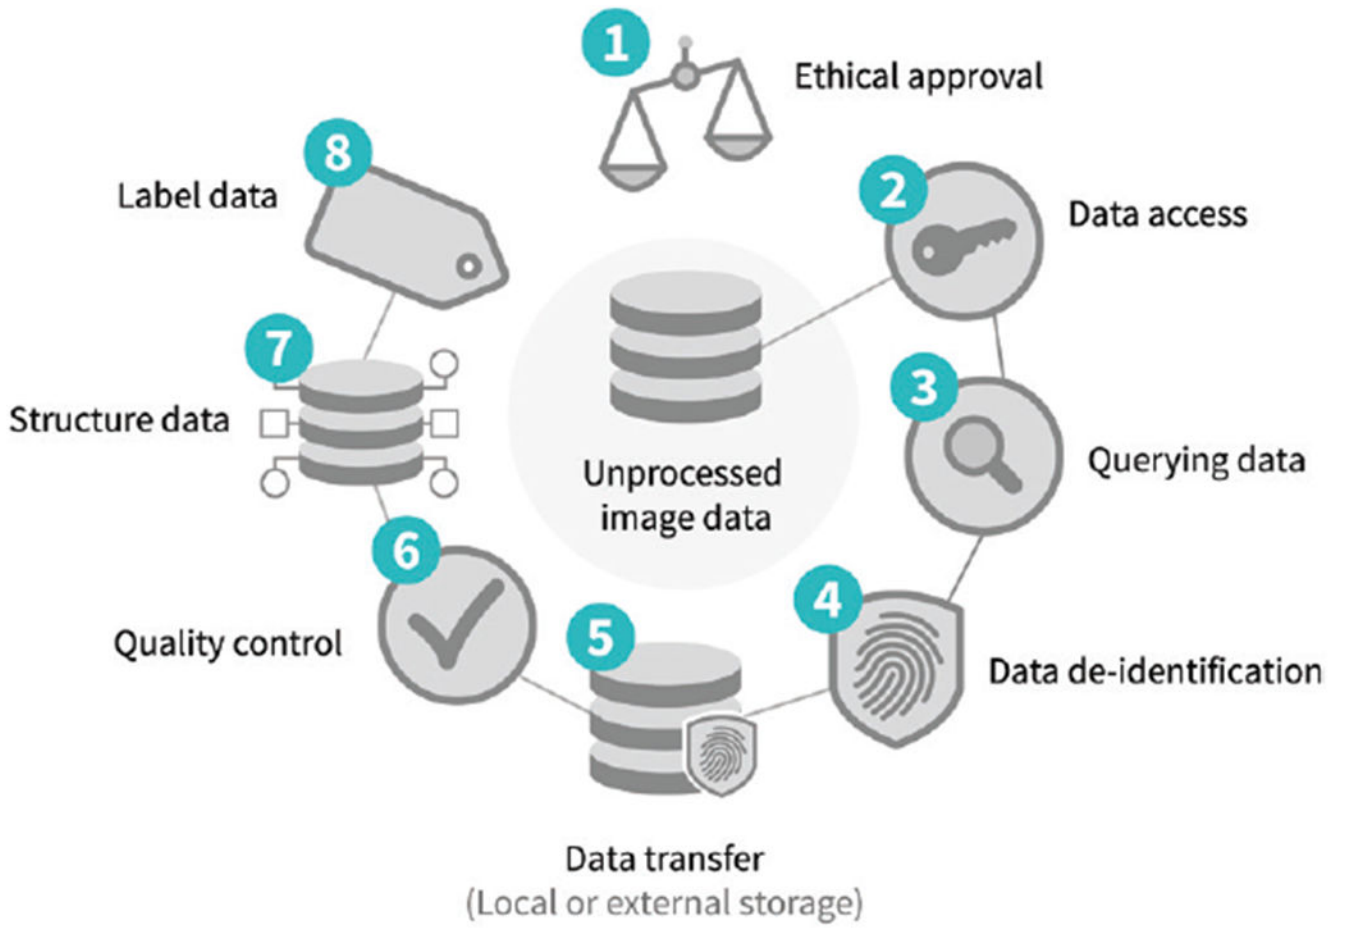 1
Ethical approval
2
Data access
3
Querying data
4
Data de-identification
5
Data transfer
(Local or external storage)
6
Quality control
7
Structure data
8
Label data
Unprocessed
image data